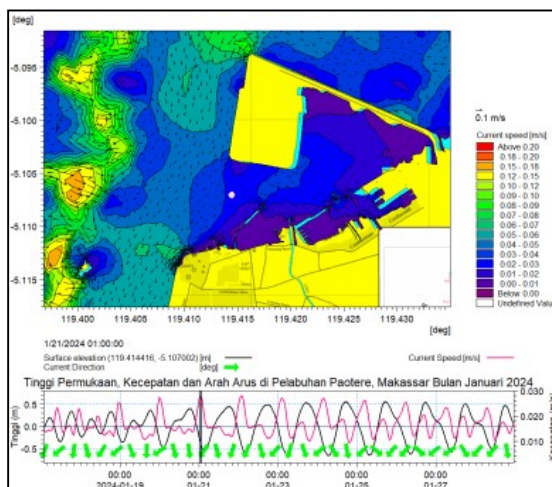 [deg]
-5.095
-5.100
-5.105
-5.110
-5.115
119.400 119.405 119.410 119.415 119.420 119.425 119.430
[deg]
0.1 m/s
Current speed [m/s]
Above 0.20
0.18 - 0.20
0.15 - 0.18
0.12 - 0.15
0.10 - 0.12
0.09 - 0.10
0.08 - 0.09
0.07 - 0.08
0.06 - 0.07
0.05 - 0.06
0.04 - 0.05
0.03 - 0.04
0.02 - 0.03
0.01 - 0.02
0.00 - 0.01
Below 0.00
Undefined Value
1/21/2024 01:00:00
Surface elevation (119.414416, -5.107002) [m] Current Speed [m/s]
Current Direction [deg]
Tinggi Permukaan, Kecepatan dan Arah Arus di Pelabuhan Paotere, Makassar Bulan Januari 2024
Tinggi (m)
0.5
0.0
-0.5
0.030
0.020
0.010
00:00 00:00 00:00 00:00 00:00
2024-01-19 01-21 01-23 01-25 01-27